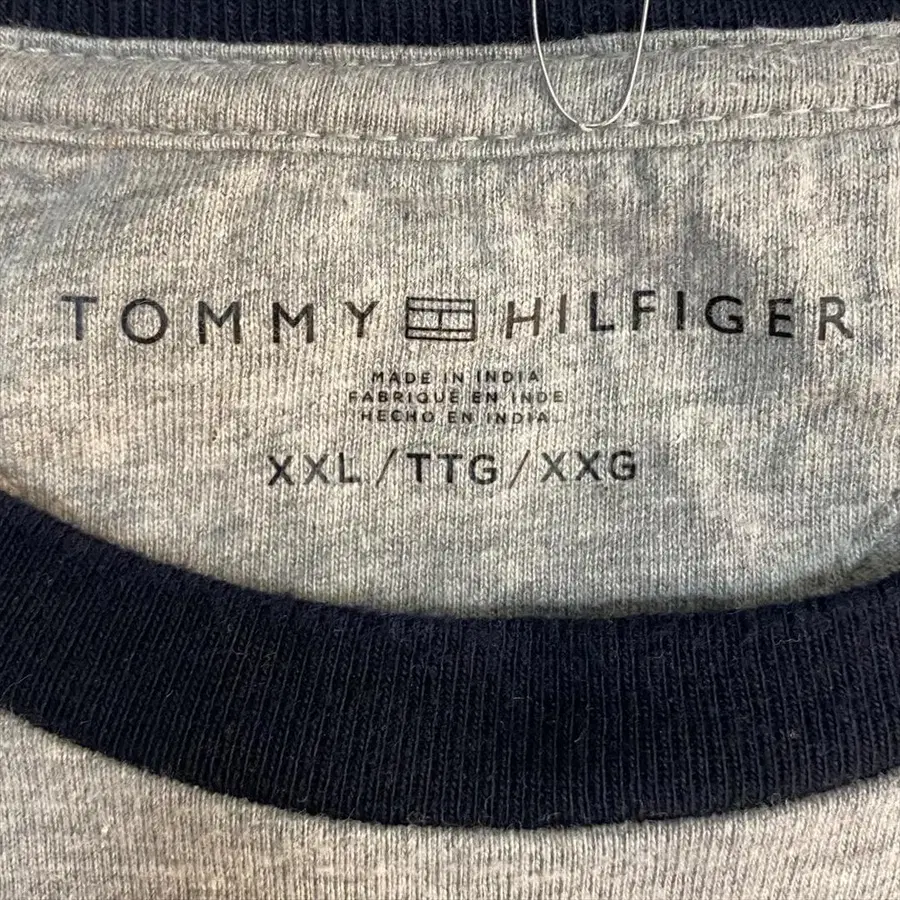 TOMMY HILFIGER
MADE IN INDIA
FABRIQUE EN INDE
HECHO EN INDIA
XXL/TTG/XXG